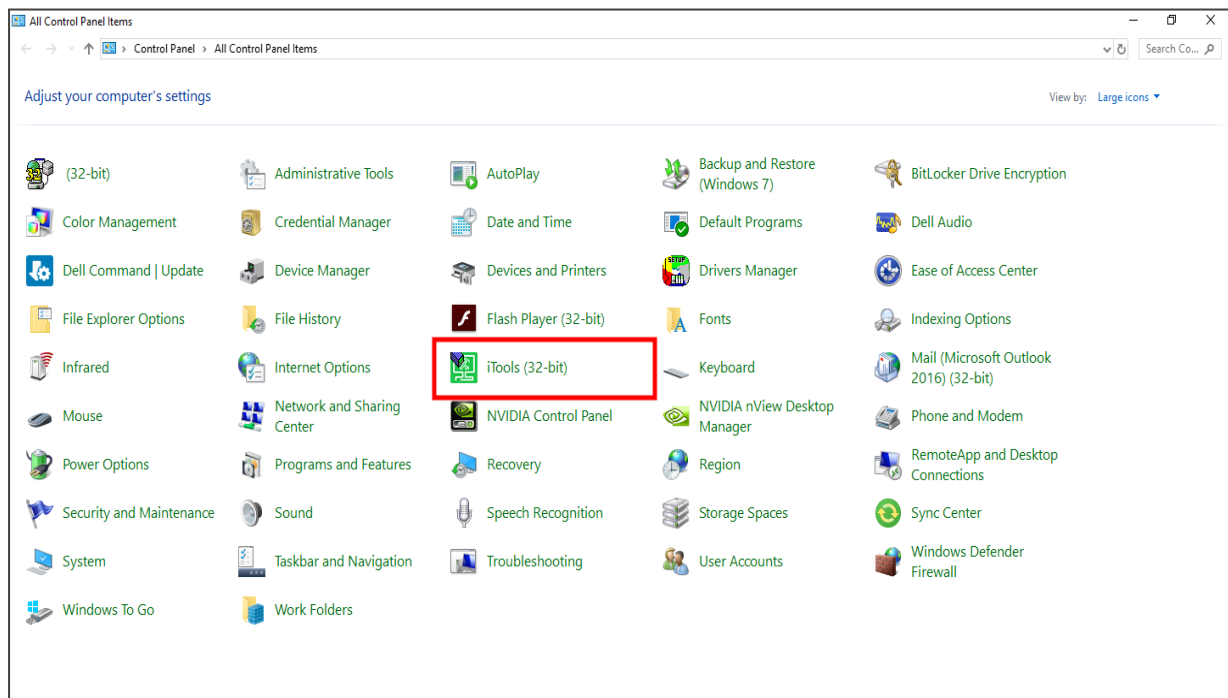 All Control Panel Items
Control Panel > All Control Panel Items
Search Co...
Adjust your computer's settings
View by: Large icons
(32-bit)
Administrative Tools
AutoPlay
Backup and Restore
(Windows 7)
BitLocker Drive Encryption
Color Management
Credential Manager
Date and Time
Default Programs
Dell Audio
Dell Command | Update
Device Manager
Devices and Printers
Drivers Manager
Ease of Access Center
File Explorer Options
File History
Flash Player (32-bit)
Fonts
Indexing Options
Infrared
Internet Options
iTools (32-bit)
Keyboard
Mail (Microsoft Outlook
2016) (32-bit)
Mouse
Network and Sharing
Center
NVIDIA Control Panel
NVIDIA nView Desktop
Manager
Phone and Modem
Power Options
Programs and Features
Recovery
Region
RemoteApp and Desktop
Connections
Security and Maintenance
Sound
Speech Recognition
Storage Spaces
Sync Center
System
Taskbar and Navigation
Troubleshooting
User Accounts
Windows Defender
Firewall
Windows To Go
Work Folders